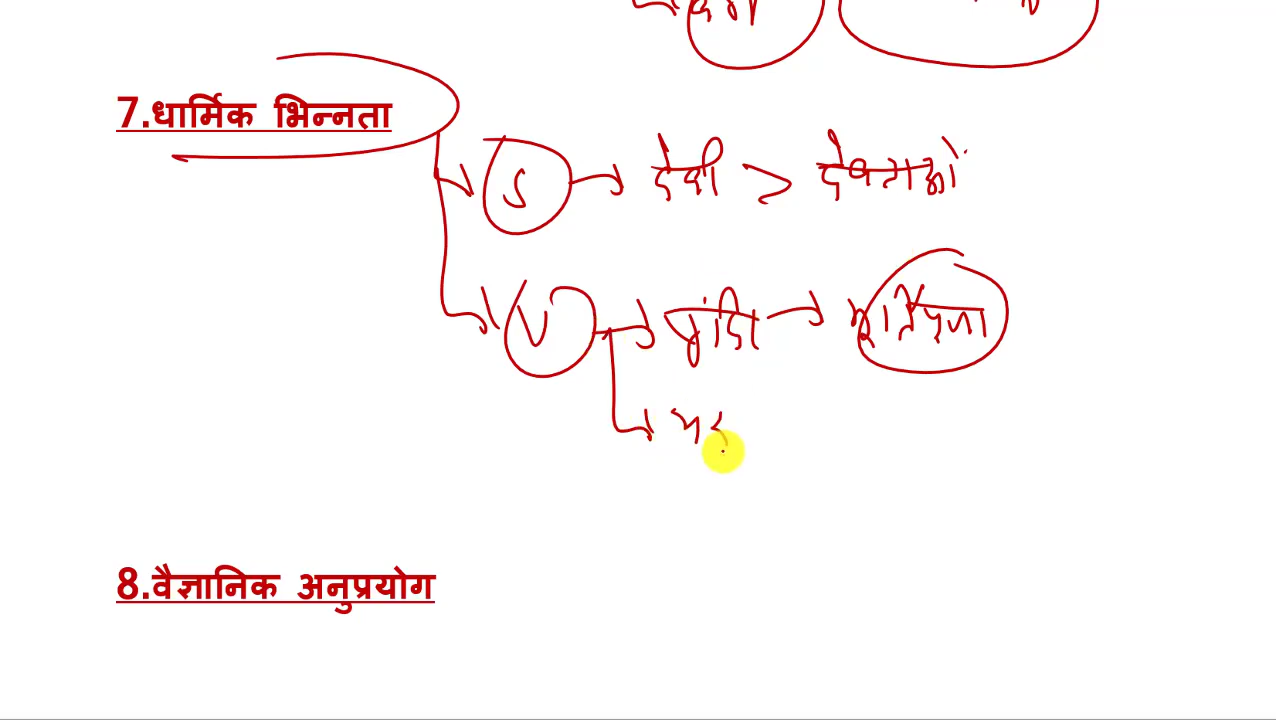 7.धार्मिक भिन्नता
S → देवी > देवताओं
V → मूर्तिपूजा
8.वैज्ञानिक अनुप्रयोग